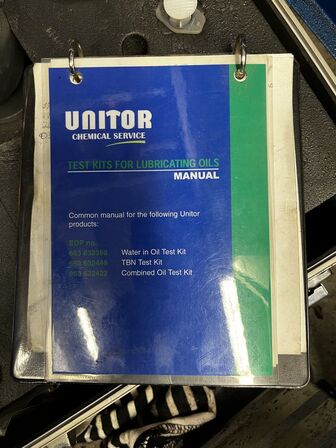 UNITOR
CHEMICAL SERVICE
TEST KITS FOR LUBRICATING OILS
MANUAL
Common manual for the following Unitor
products:
EDP no.
Water in Oil Test Kit
TBN Test Kit
Combined Oil Test Kit